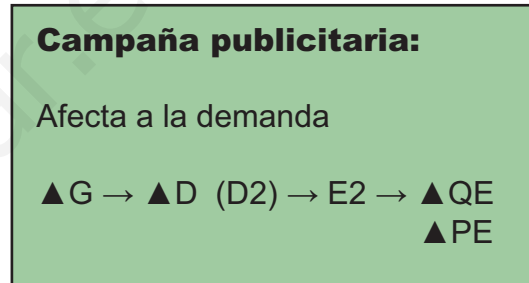 Campaña publicitaria:
Afecta a la demanda
▲G → ▲D (D2) → E2 → ▲QE
▲PE